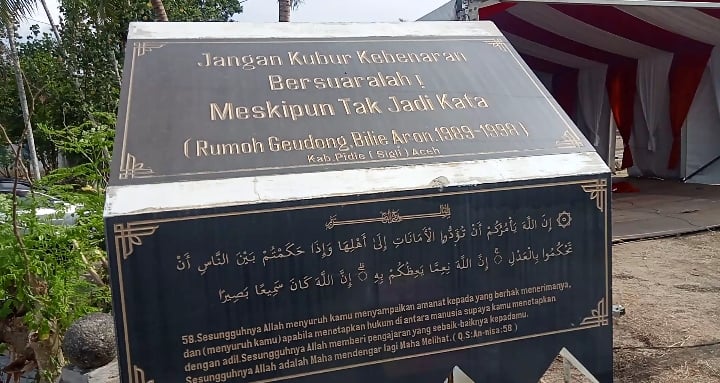 Jangan Kubur Kebenaran
Bersuaralah !
Meskipun Tak Jadi Kata
( Rumoh Geudong, Bilie Aron, 1989-1998 )
Kab.Pidie ( Sigli ) Aceh
۞ إِنَّ اللَّهَ يَأْمُرُكُمْ أَنْ تُؤَدُّوا الْأَمَانَاتِ إِلَى أَهْلِهَا وَإِذَا حَكَمْتُمْ بَيْنَ النَّاسِ أَنْ
تَحْكُمُوا بِالْعَدْلِ ۚ إِنَّ اللَّهَ نِعِمَّا يَعِظُكُمْ بِهِ ۗ إِنَّ اللَّهَ كَانَ سَمِيعًا بَصِيرًا
58.Sesungguhnya Allah menyuruh kamu menyampaikan amanat kepada yang berhak menerimanya,
dan (menyuruh kamu) apabila menetapkan hukum di antara manusia supaya kamu menetapkan
dengan adil.Sesungguhnya Allah memberi pengajaran yang sebaik-baiknya kepadamu.
Sesungguhnya Allah adalah Maha mendengar lagi Maha Melihat. ( Q.S:An-nisa:58 )